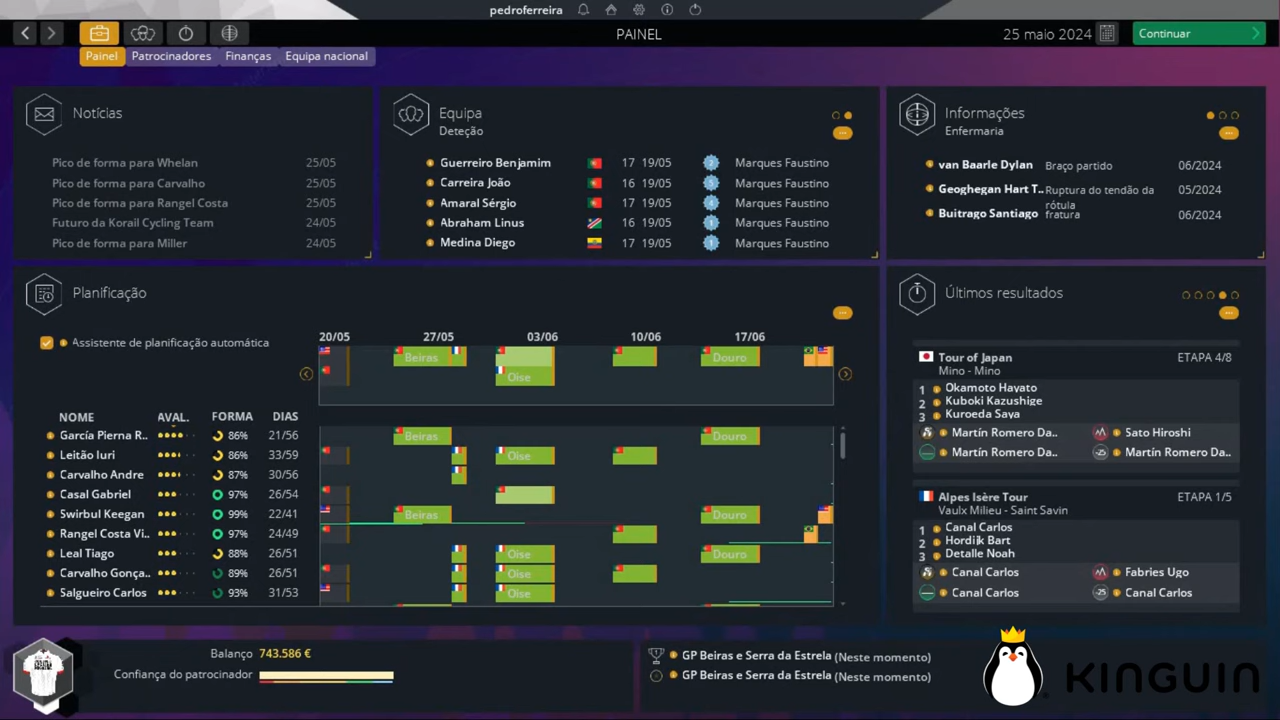 pedroferreira
PAINEL
25 maio 2024
Continuar
Painel
Patrocinadores
Finanças
Equipa nacional
Notícias
Pico de forma para Whelan 25/05
Pico de forma para Carvalho 25/05
Pico de forma para Rangel Costa 25/05
Futuro da Korail Cycling Team 24/05
Pico de forma para Miller 24/05
Equipa
Deteção
Guerreiro Benjamim 17 19/05 2 Marques Faustino
Carreira João 16 19/05 5 Marques Faustino
Amaral Sérgio 17 19/05 4 Marques Faustino
Abraham Linus 16 19/05 1 Marques Faustino
Medina Diego 17 19/05 1 Marques Faustino
Informações
Enfermaria
van Baarle Dylan Braço partido 06/2024
Geoghegan Hart T.. Ruptura do tendão da rótula 05/2024
Buitrago Santiago fratura 06/2024
Planificação
Assistente de planificação automática
20/05 27/05 03/06 10/06 17/06
Beiras Douro
Oise
NOME AVAL. FORMA DIAS
García Pierna R.. 86% 21/56 Beiras Douro
Leitão Iuri 86% 33/59 Oise
Carvalho Andre 87% 30/56
Casal Gabriel 97% 26/54
Swirbul Keegan 99% 22/41 Beiras Douro
Rangel Costa Vi.. 97% 24/49
Leal Tiago 88% 26/51 Oise Douro
Carvalho Gonça.. 89% 26/51 Oise
Salgueiro Carlos 93% 31/53 Oise
Últimos resultados
Tour of Japan ETAPA 4/8
Mino - Mino
1 Okamoto Hayato
2 Kuboki Kazushige
3 Kuroeda Saya
Martín Romero Da.. Sato Hiroshi
Martín Romero Da.. -25 Martín Romero Da..
Alpes Isère Tour ETAPA 1/5
Vaulx Milieu - Saint Savin
1 Canal Carlos
2 Hordijk Bart
3 Detalle Noah
Canal Carlos Fabries Ugo
Canal Carlos -25 Canal Carlos
Balanço 743.586 €
Confiança do patrocinador
GP Beiras e Serra da Estrela (Neste momento)
GP Beiras e Serra da Estrela (Neste momento)
KINGUIN